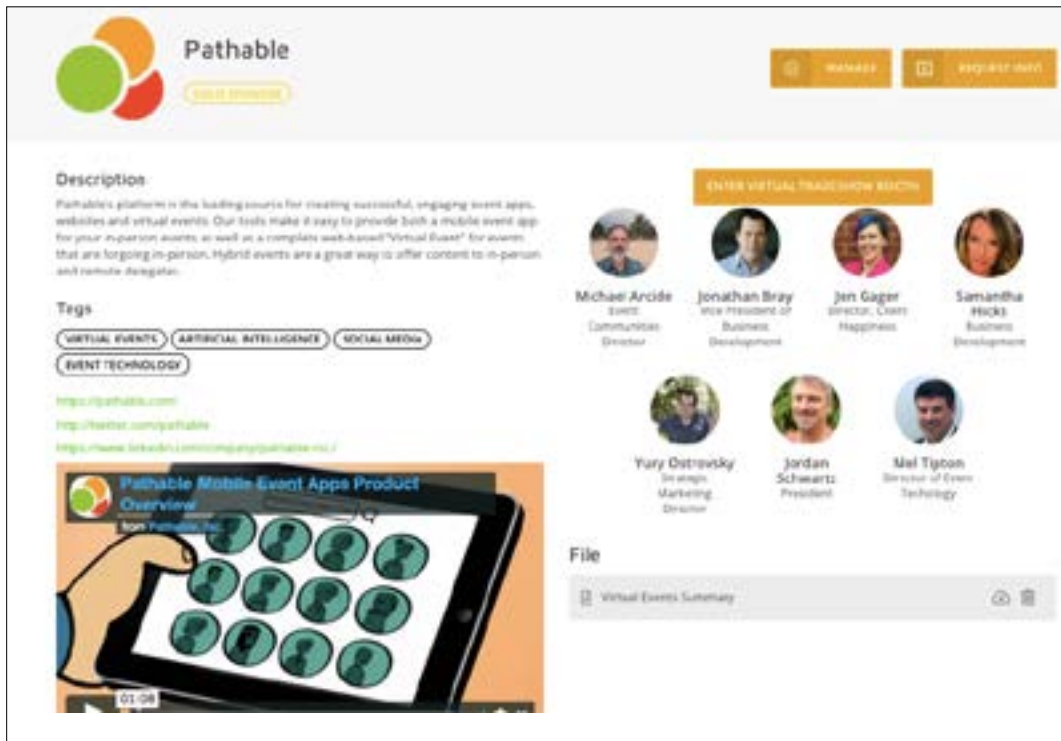 Pathable
GOLD SPONSOR
MANAGE
REQUEST INFO
Description
Pathable's platform is the leading source for creating successful, engaging event apps,
websites and virtual events. Our tools make it easy to provide both a mobile event app
for your in-person events as well as a complete web-based "Virtual Event" for events
that are forgoing in-person. Hybrid events are a great way to offer content to in-person
and remote delegates.
Tags
VIRTUAL EVENTS
ARTIFICIAL INTELLIGENCE
SOCIAL MEDIA
EVENT TECHNOLOGY
https://pathable.com/
http://twitter.com/pathable
https://www.linkedin.com/company/pathable-inc./
Pathable Mobile Event Apps Product
Overview
from Pathable, Inc.
01:08
ENTER VIRTUAL TRADESHOW BOOTH
Michael Arcide
Event
Communities
Director
Jonathan Bray
Vice President of
Business
Development
Jen Gager
Director, Client
Happiness
Samantha
Hicks
Business
Development
Yury Ostrovsky
Strategic
Marketing
Director
Jordan
Schwartz
President
Mel Tipton
Director of Event
Techology
File
Virtual Events Summary